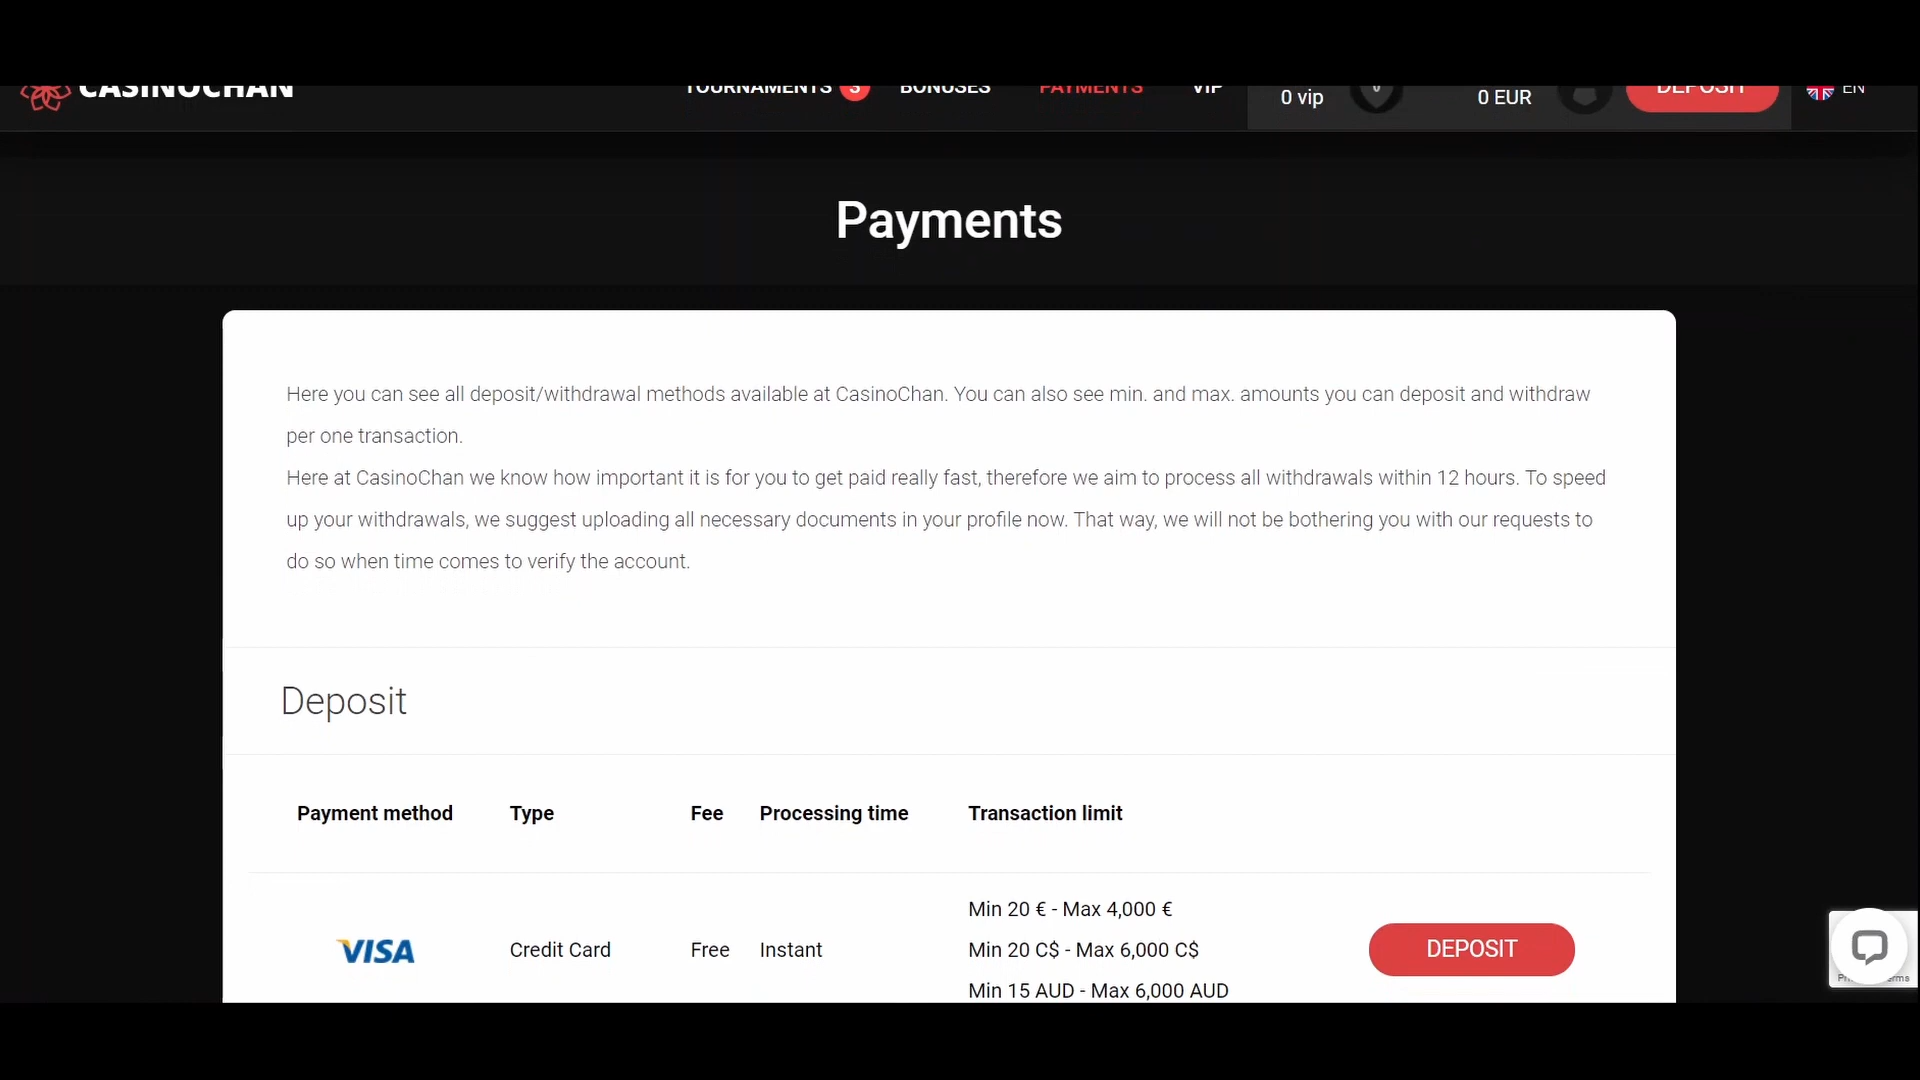 CASINOCHAN
TOURNAMENTS 3 BONUSES PAYMENTS VIP 0 vip 0 0 EUR DEPOSIT EN
Payments
Here you can see all deposit/withdrawal methods available at CasinoChan. You can also see min. and max. amounts you can deposit and withdraw
per one transaction.
Here at CasinoChan we know how important it is for you to get paid really fast, therefore we aim to process all withdrawals within 12 hours. To speed
up your withdrawals, we suggest uploading all necessary documents in your profile now. That way, we will not be bothering you with our requests to
do so when time comes to verify the account.
Deposit
Payment method Type Fee Processing time Transaction limit
Min 20 € - Max 4,000 €
VISA Credit Card Free Instant Min 20 C$ - Max 6,000 C$ DEPOSIT
Min 15 AUD - Max 6,000 AUD